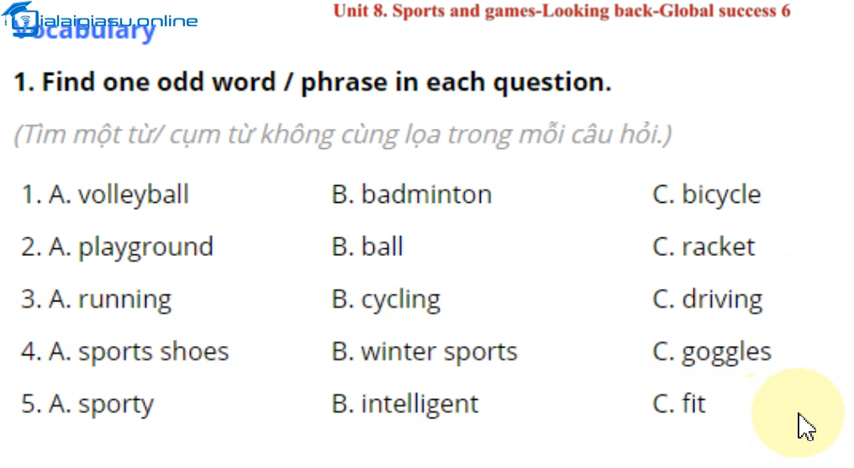 Unit 8. Sports and games-Looking back-Global success 6
jalaigiasu.online
Vocabulary
1. Find one odd word / phrase in each question.
(Tìm một từ/ cụm từ không cùng lọa trong mỗi câu hỏi.)
1. A. volleyball B. badminton C. bicycle
2. A. playground B. ball C. racket
3. A. running B. cycling C. driving
4. A. sports shoes B. winter sports C. goggles
5. A. sporty B. intelligent C. fit